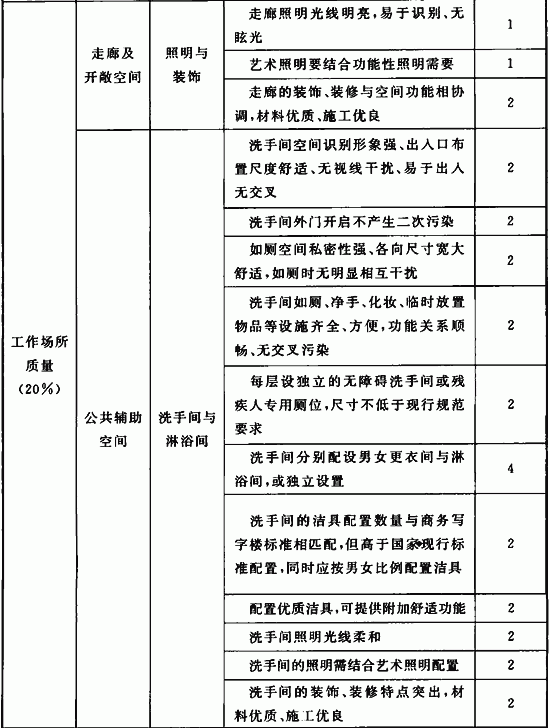 走廊照明光线明亮,易于识别、无
眩光
1
走廊及
开敞空间
照明与
装饰
艺术照明要结合功能性照明需要
1
走廊的装饰、装修与空间功能相协
调,材料优质、施工优良
2
洗手间空间识别形象强、出入口布
置尺度舒适、无视线干扰、易于出人
无交叉
2
洗手间外门开启不产生二次污染
2
如厕空间私密性强、各向尺寸宽大
舒适,如厕时无明显相互干扰
2
洗手间如厕、净手、化妆、临时放置
物品等设施齐全、方便,功能关系顺
畅、无交叉污染
2
工作场所
质量
(20%)
每层设独立的无障碍洗手间或残
疾人专用厕位,尺寸不低于现行规范
要求
2
公共辅助
空间
洗手间与
淋浴间
洗手间分别配设男女更衣间与淋
浴间,或独立设置
4
洗手间的洁具配置数量与商务写
字楼标准相匹配,但高于国家现行标
准配置,同时应按男女比例配置洁具
2
配置优质洁具,可提供附加舒适功能
2
洗手间照明光线柔和
2
洗手间的照明需结合艺术照明配置
2
洗手间的装饰、装修特点突出,材
料优质、施工优良
2